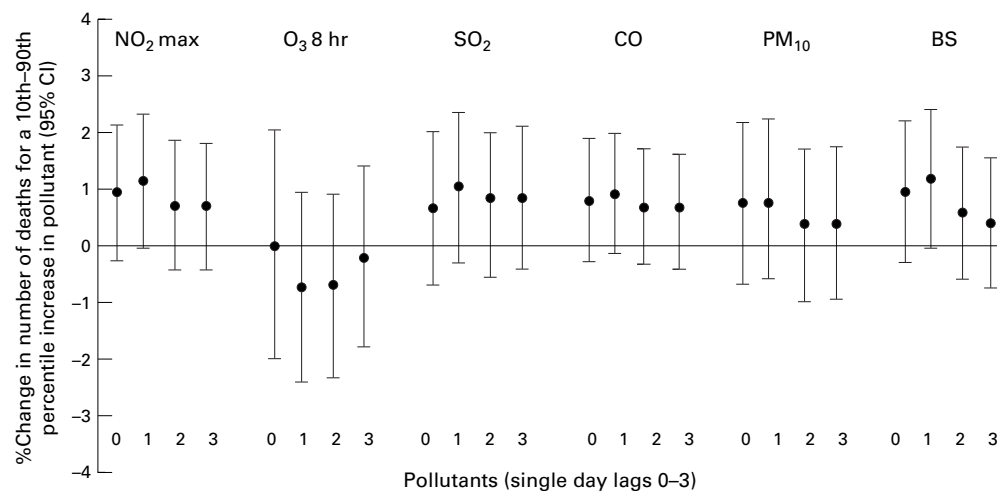 %Change in number of deaths for a 10th–90th
percentile increase in pollutant (95% CI)
4
3
2
1
0
–1
–2
–3
–4
NO2 max
O3 8 hr
SO2
CO
PM10
BS
0 1 2 3
0 1 2 3
0 1 2 3
0 1 2 3
0 1 2 3
0 1 2 3
Pollutants (single day lags 0–3)